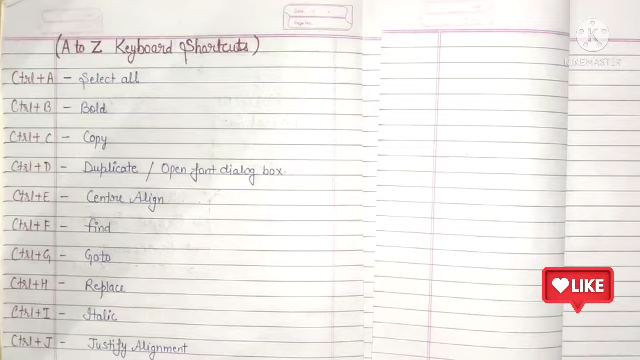 (A to Z Keyboard Shortcuts)
Ctrl+A - Select all
Ctrl+B - Bold
Ctrl+C - Copy
Ctrl+D - Duplicate / Open font dialog box.
Ctrl+E - Centre Align
Ctrl+F - find
Ctrl+G - Goto
Ctrl+H - Replace
Ctrl+I - Italic
Ctrl+J - Justify Alignment
Date
Page No.
K
KINEMASTER
LIKE